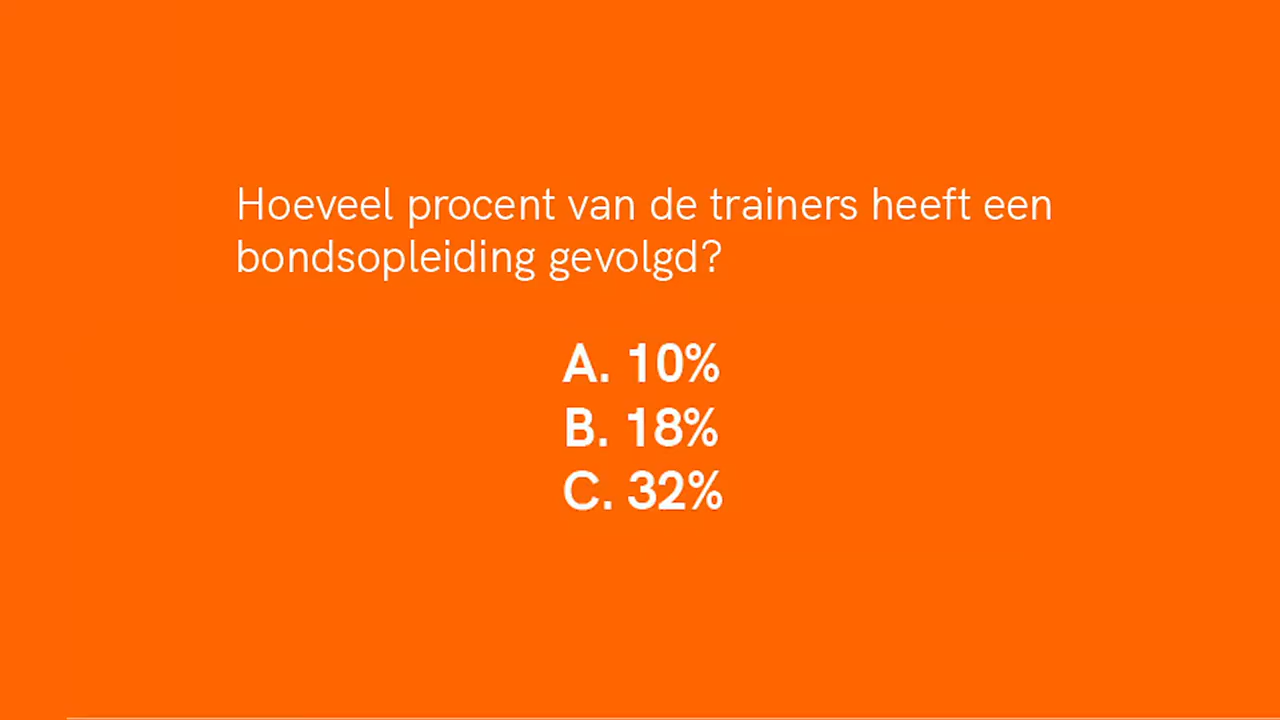 Hoeveel procent van de trainers heeft een
bondsopleiding gevolgd?
A. 10%
B. 18%
C. 32%